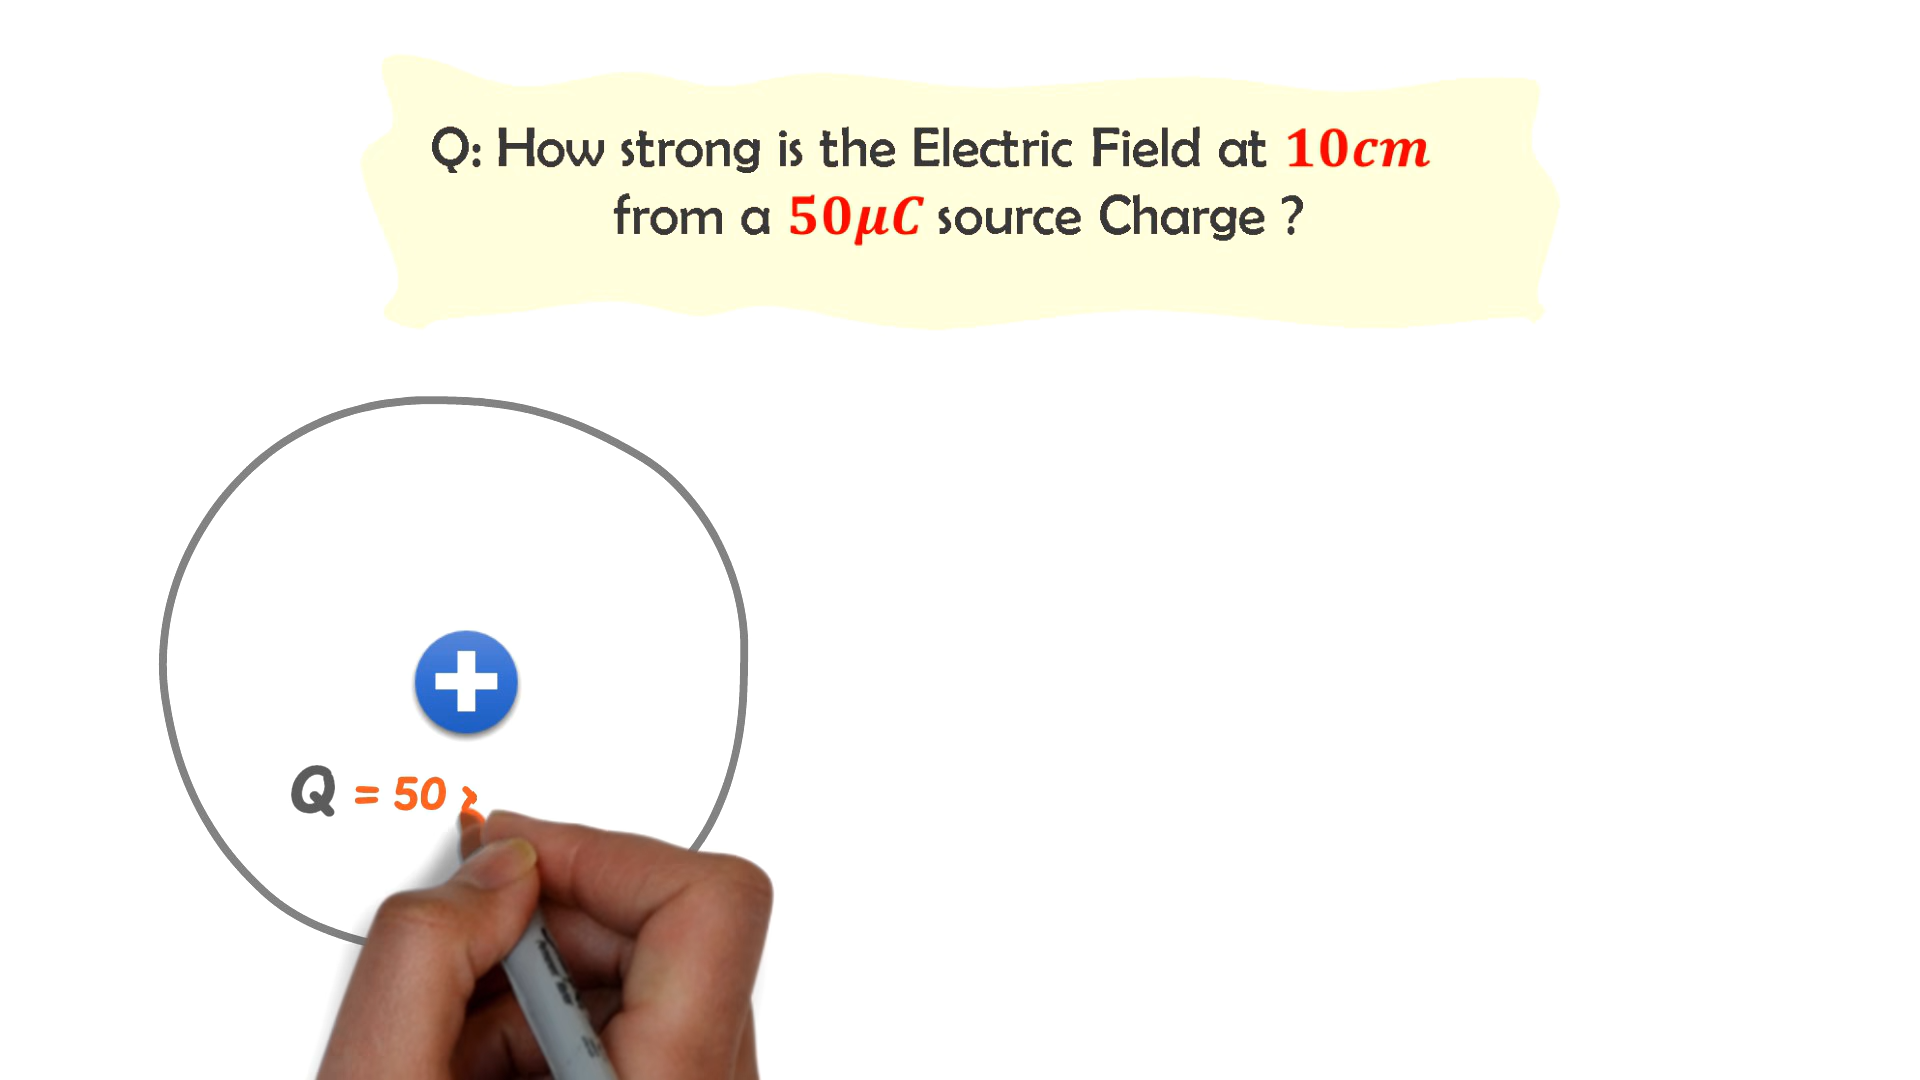 Q: How strong is the Electric Field at 10cm
from a 50μC source Charge ?
Q = 50